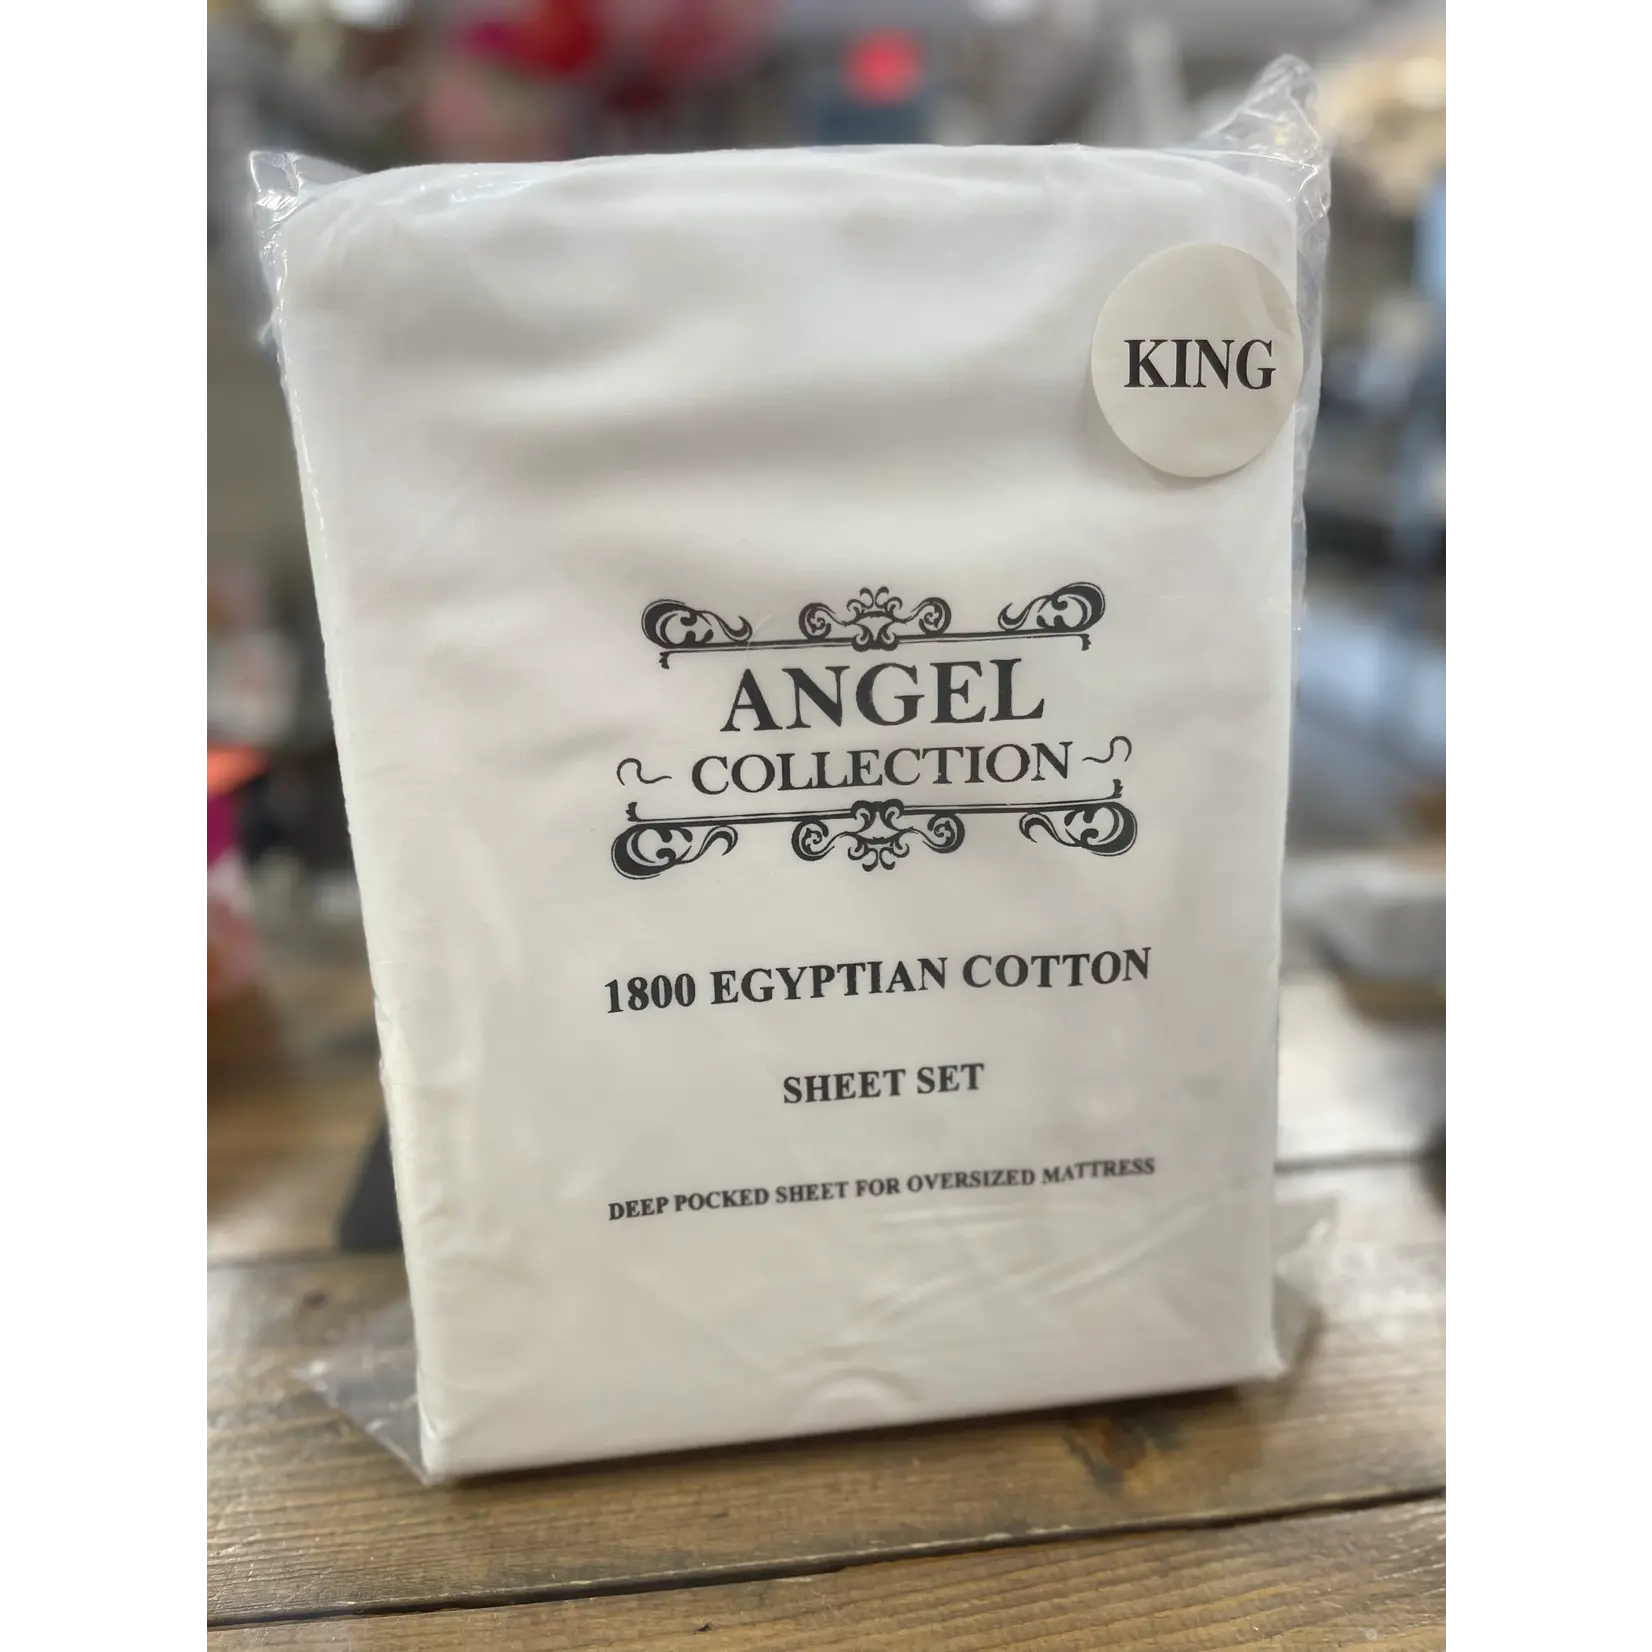 KING
ANGEL
COLLECTION
1800 EGYPTIAN COTTON
SHEET SET
DEEP POCKED SHEET FOR OVERSIZED MATTRESS